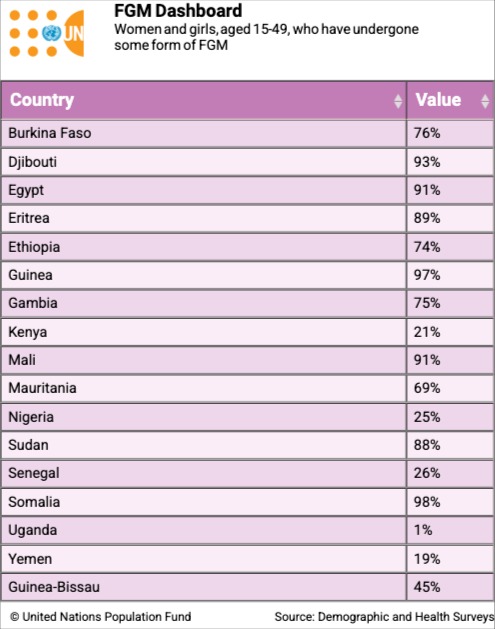 UN
FGM Dashboard
Women and girls, aged 15-49, who have undergone
some form of FGM
Country Value
Burkina Faso 76%
Djibouti 93%
Egypt 91%
Eritrea 89%
Ethiopia 74%
Guinea 97%
Gambia 75%
Kenya 21%
Mali 91%
Mauritania 69%
Nigeria 25%
Sudan 88%
Senegal 26%
Somalia 98%
Uganda 1%
Yemen 19%
Guinea-Bissau 45%
© United Nations Population Fund Source: Demographic and Health Surveys